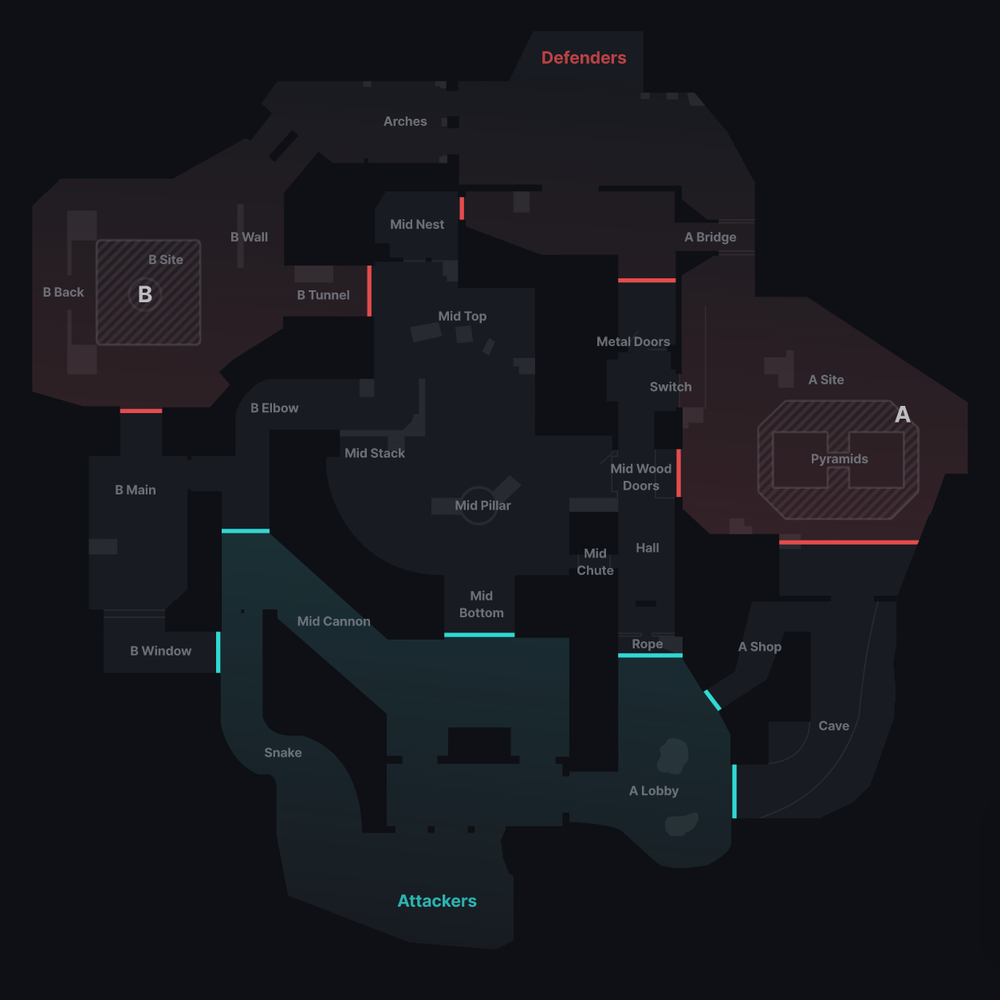 Defenders
Arches
Mid Nest
B Wall
A Bridge
B Site
B Back
B
B Tunnel
Mid Top
Metal Doors
Switch
A Site
B Elbow
A
Mid Stack
Pyramids
Mid Wood
Doors
B Main
Mid Pillar
Hall
Mid
Chute
Mid
Bottom
Mid Cannon
Rope
A Shop
B Window
Cave
Snake
A Lobby
Attackers